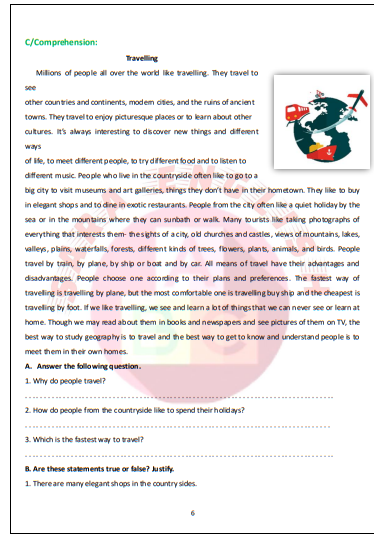 C/Comprehension:
Travelling
Millions of people all over the world like travelling. They travel to
see
other countries and continents, modern cities, and the ruins of ancient
towns. They travel to enjoy picturesque places or to learn about other
cultures. It's always interesting to discover new things and different
ways
of life, to meet different people, to try different food and to listen to
different music. People who live in the countryside often like to go to a
big city to visit museums and art galleries, things they don't have in their hometown. They like to buy
in elegant shops and to dine in exotic restaurants. People from the city often like a quiet holiday by the
sea or in the mountains where they can sunbath or walk. Many tourists like taking photographs of
everything that interests them- the sights of a city, old churches and castles, views of mountains, lakes,
valleys, plains, waterfalls, forests, different kinds of trees, flowers, plants, animals, and birds. People
travel by train, by plane, by ship or boat and by car. All means of travel have their advantages and
disadvantages. People choose one according to their plans and preferences. The fastest way of
travelling is travelling by plane, but the most comfortable one is travelling buy ship and the cheapest is
travelling by foot. If we like travelling, we see and learn a lot of things that we can never see or learn at
home. Though we may read about them in books and newspapers and see pictures of them on TV, the
best way to study geography is to travel and the best way to get to know and understand people is to
meet them in their own homes.
A. Answer the following question.
1. Why do people travel?
2. How do people from the countryside like to spend their holidays?
3. Which is the fastest way to travel?
B. Are these statements true or false? Justify.
1. There are many elegant shops in the country sides.
6